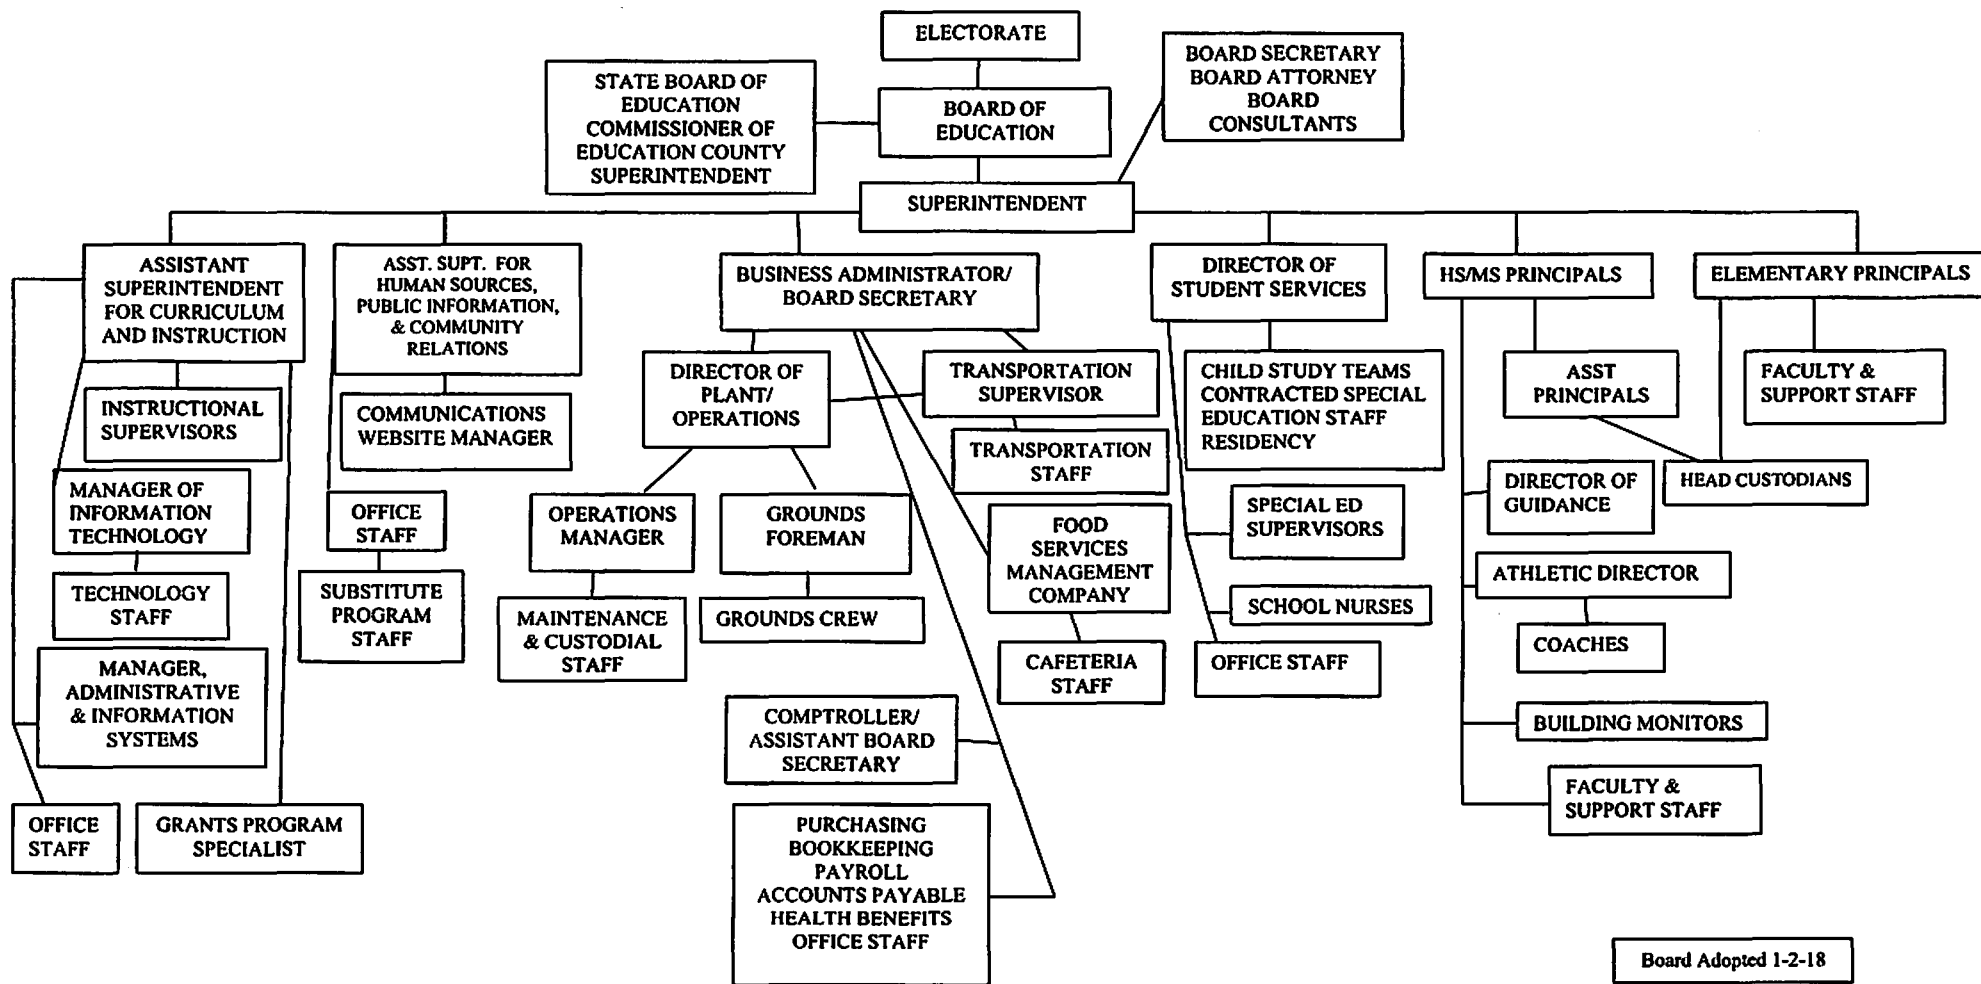 ELECTORATE
STATE BOARD OF
EDUCATION
COMMISSIONER OF
EDUCATION COUNTY
SUPERINTENDENT
BOARD OF
EDUCATION
BOARD SECRETARY
BOARD ATTORNEY
BOARD
CONSULTANTS
SUPERINTENDENT
ASSISTANT
SUPERINTENDENT
FOR CURRICULUM
AND INSTRUCTION
ASST. SUPT. FOR
HUMAN SOURCES,
PUBLIC INFORMATION,
& COMMUNITY
RELATIONS
BUSINESS ADMINISTRATOR/
BOARD SECRETARY
DIRECTOR OF
STUDENT SERVICES
HS/MS PRINCIPALS
ELEMENTARY PRINCIPALS
INSTRUCTIONAL
SUPERVISORS
COMMUNICATIONS
WEBSITE MANAGER
DIRECTOR OF
PLANT/
OPERATIONS
TRANSPORTATION
SUPERVISOR
CHILD STUDY TEAMS
CONTRACTED SPECIAL
EDUCATION STAFF
RESIDENCY
ASST
PRINCIPALS
FACULTY &
SUPPORT STAFF
TRANSPORTATION
STAFF
MANAGER OF
INFORMATION
TECHNOLOGY
OFFICE
STAFF
OPERATIONS
MANAGER
GROUNDS
FOREMAN
FOOD
SERVICES
MANAGEMENT
COMPANY
SPECIAL ED
SUPERVISORS
DIRECTOR OF
GUIDANCE
HEAD CUSTODIANS
TECHNOLOGY
STAFF
SUBSTITUTE
PROGRAM
STAFF
MAINTENANCE
& CUSTODIAL
STAFF
GROUNDS CREW
SCHOOL NURSES
ATHLETIC DIRECTOR
COACHES
MANAGER,
ADMINISTRATIVE
& INFORMATION
SYSTEMS
CAFETERIA
STAFF
OFFICE STAFF
COMPTROLLER/
ASSISTANT BOARD
SECRETARY
BUILDING MONITORS
FACULTY &
SUPPORT STAFF
OFFICE
STAFF
GRANTS PROGRAM
SPECIALIST
PURCHASING
BOOKKEEPING
PAYROLL
ACCOUNTS PAYABLE
HEALTH BENEFITS
OFFICE STAFF
Board Adopted 1-2-18